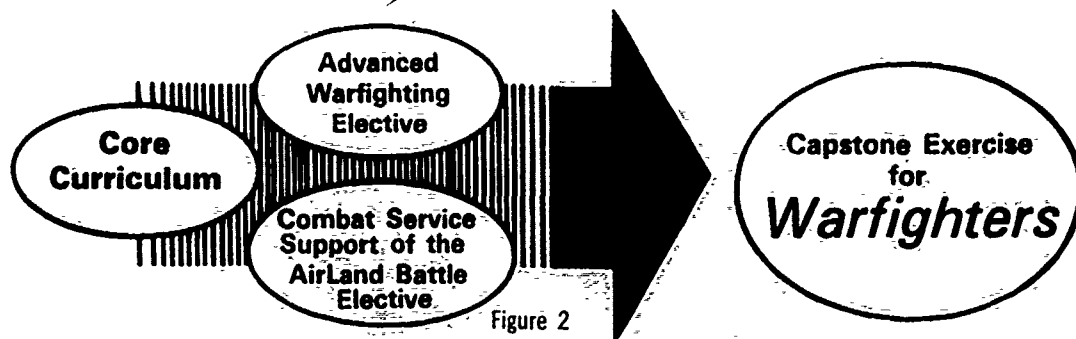 Core
Curriculum
Advanced
Warfighting
Elective
Combat Service
Support of the
AirLand Battle
Elective
Figure 2
Capstone Exercise
for
Warfighters